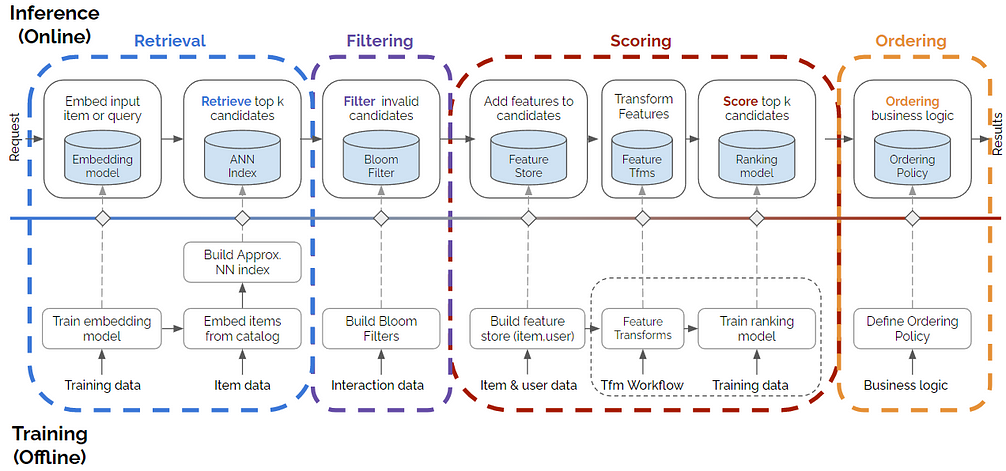 Inference
(Online)
Retrieval
Filtering
Scoring
Ordering
Request
Embed input
item or query
Embedding
model
Retrieve top k
candidates
ANN
Index
Filter invalid
candidates
Bloom
Filter
Add features to
candidates
Feature
Store
Transform
Features
Feature
Tfms
Score top k
candidates
Ranking
model
Ordering
business logic
Ordering
Policy
Results
Build Approx.
NN index
Train embedding
model
Embed items
from catalog
Build Bloom
Filters
Build feature
store (item.user)
Feature
Transforms
Train ranking
model
Define Ordering
Policy
Training data
Item data
Interaction data
Item & user data
Tfm Workflow
Training data
Business logic
Training
(Offline)